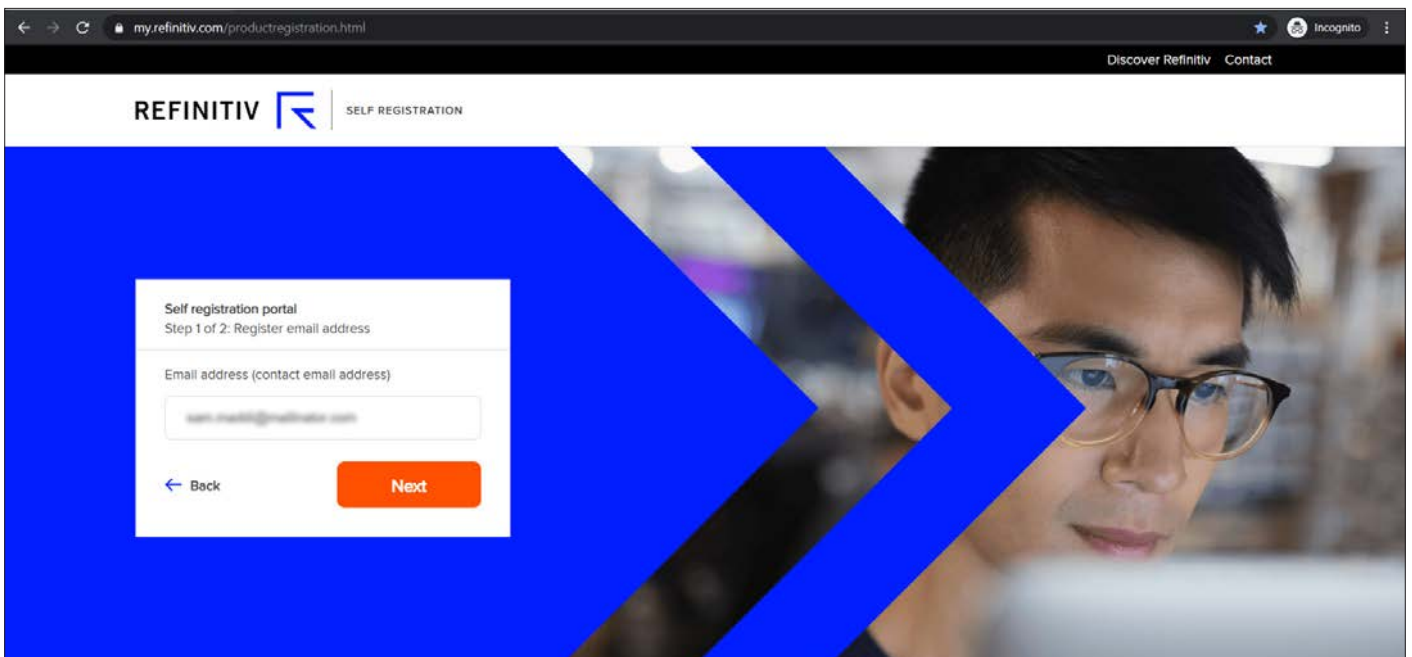 my.refinitiv.com/productregistration.html
Incognito
Discover Refinitiv Contact
REFINITIV SELF REGISTRATION
Self registration portal
Step 1 of 2: Register email address
Email address (contact email address)
Back
Next